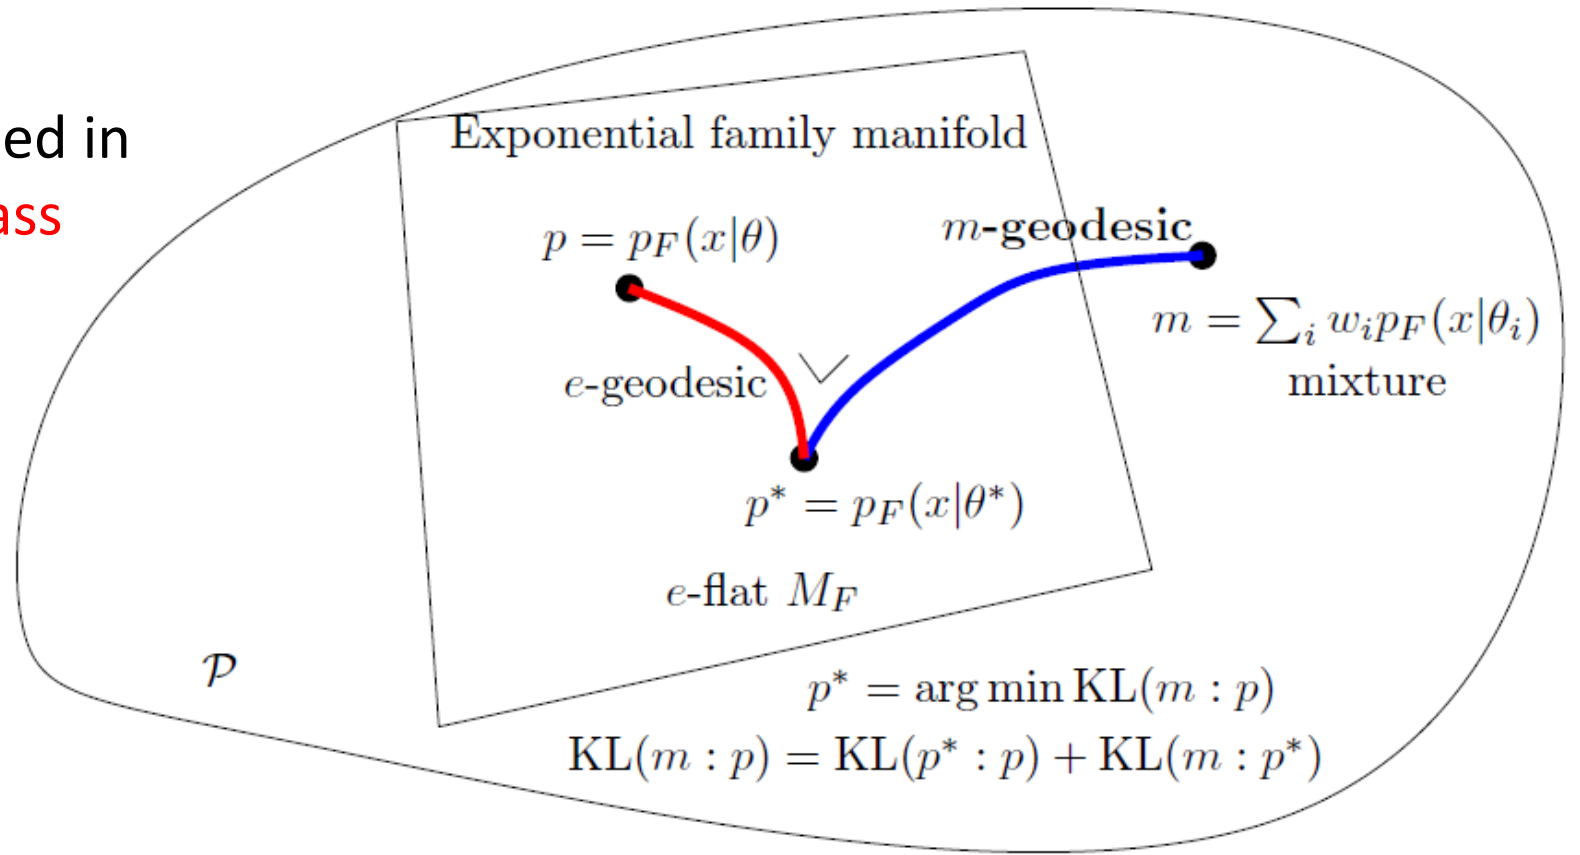 ed in
ass
Exponential family manifold
p = p_F(x|θ)
m-geodesic
m = ∑_i w_i p_F(x|θ_i)
mixture
e-geodesic
p* = p_F(x|θ*)
e-flat M_F
𝒫
p* = arg min KL(m : p)
KL(m : p) = KL(p* : p) + KL(m : p*)